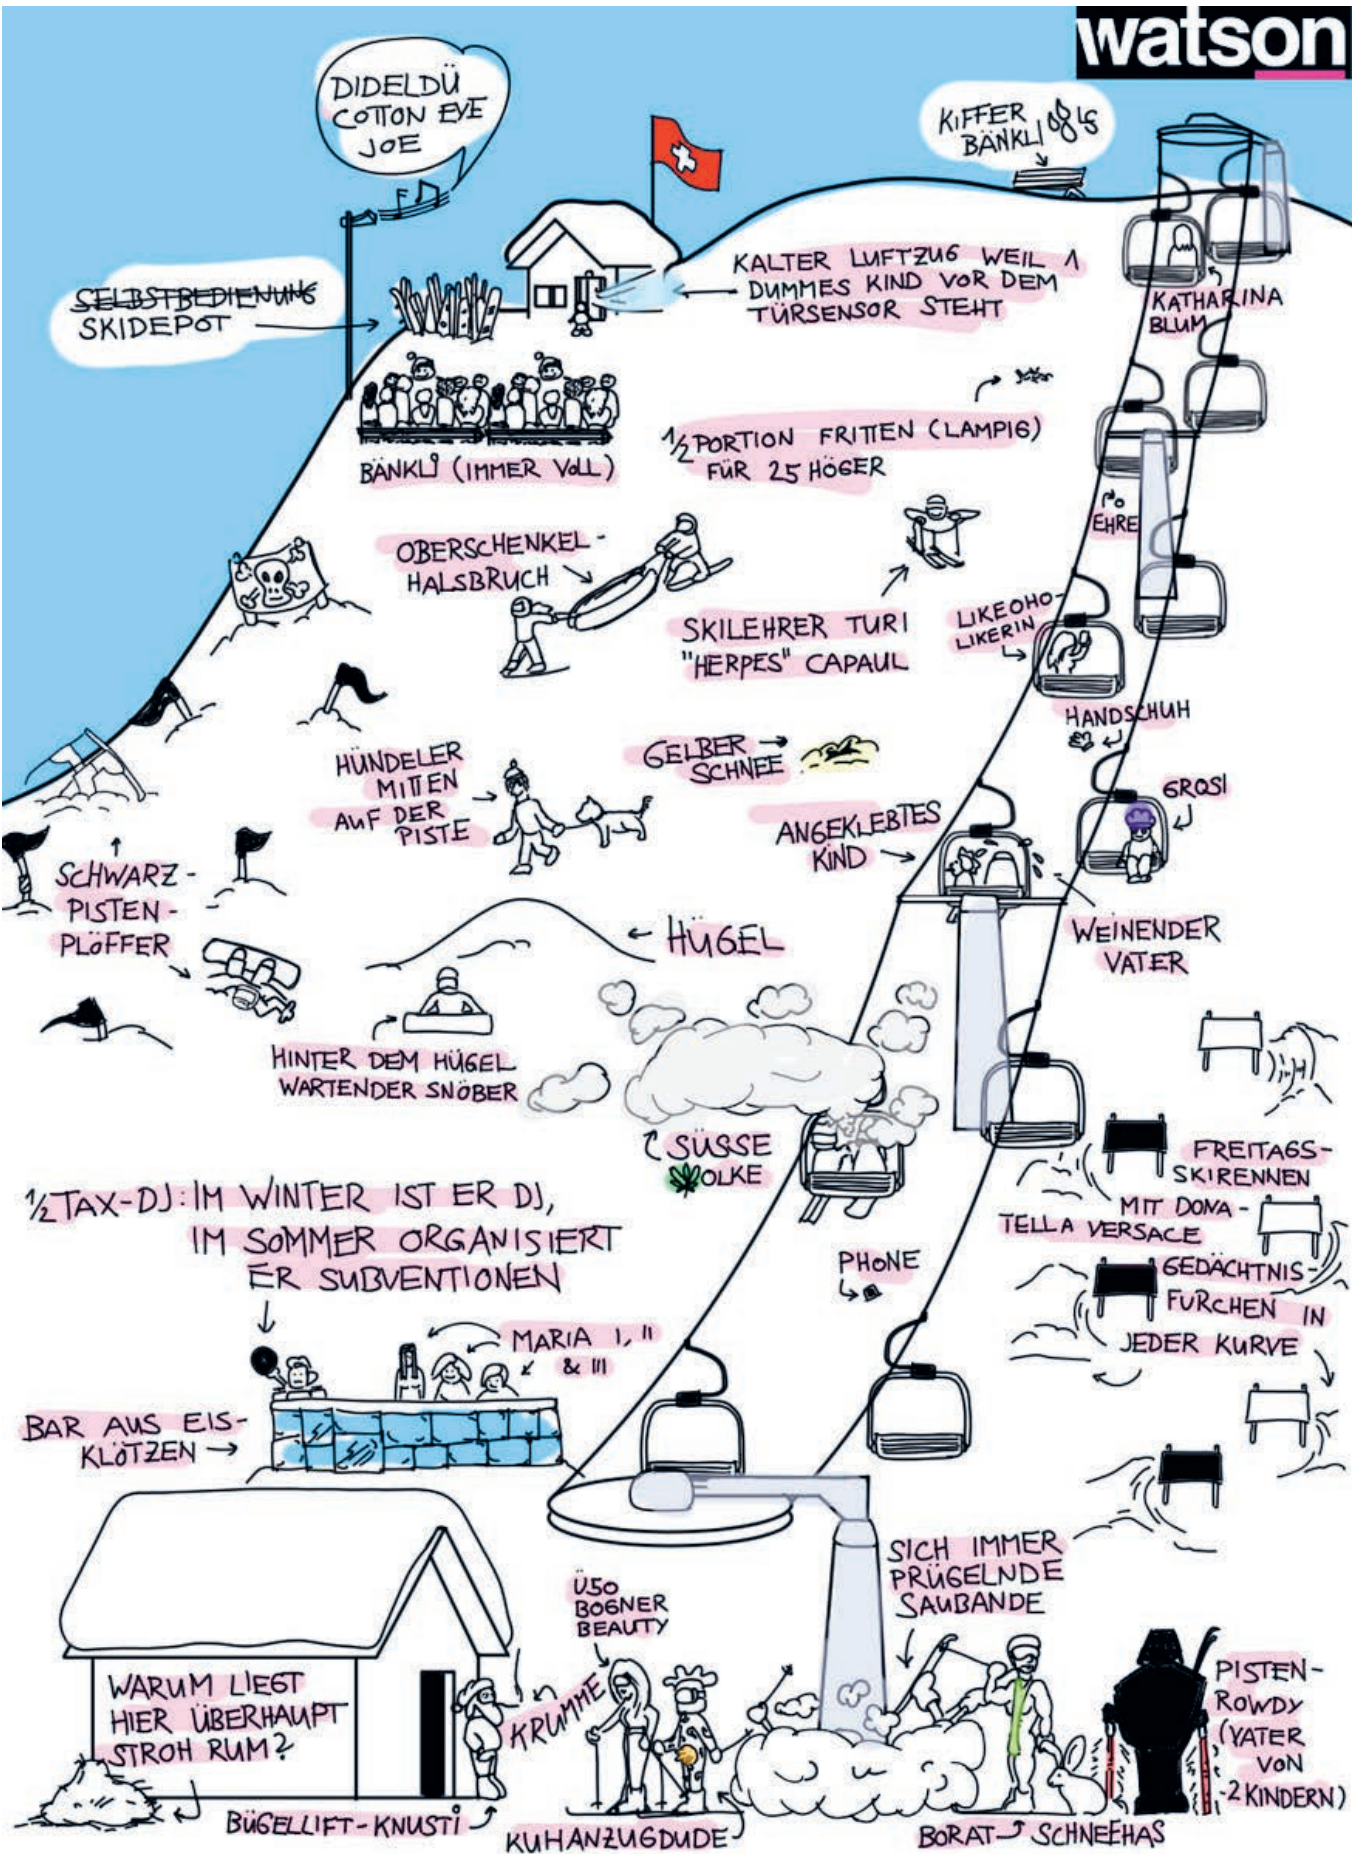 watson
DIDELDÜ
COTTON EYE
JOE
KIFFER
BÄNKLI
SELBSTBEDIENUNG
SKIDEPOT
KALTER LUFTZUG WEIL 1
DUMMES KIND VOR DEM
TÜRSENSOR STEHT
KATHARINA
BLUM
½ PORTION FRITTEN (LAMPIG)
FÜR 25 HÖGER
BÄNKLI (IMMER VOLL)
EHRE
OBERSCHENKEL-
HALSBRUCH
SKILEHRER TURI
"HERPES" CAPAUL
LIKEOHO-
LIKERIN
HANDSCHUH
HÜNDELER
MITTEN
AUF DER
PISTE
GELBER
SCHNEE
GROSI
ANGEKLEBTES
KIND
SCHWARZ-
PISTEN-
PLÖFFER
HÜGEL
WEINENDER
VATER
HINTER DEM HÜGEL
WARTENDER SNÖBER
SÜSSE
WOLKE
FREITAGS-
SKIRENNEN
MIT DONA-
TELLA VERSACE
GEDÄCHTNIS-
FURCHEN IN
JEDER KURVE
½ TAX-DJ: IM WINTER IST ER DJ,
IM SOMMER ORGANISIERT
ER SUBVENTIONEN
PHONE
MARIA I, II
& III
BAR AUS EIS-
KLÖTZEN
SICH IMMER
PRÜGELNDE
SAUBANDE
Ü50
BOGNER
BEAUTY
WARUM LIEGT
HIER ÜBERHAUPT
STROH RUM?
KRUMME
PISTEN-
ROWDY
(VATER
VON
2 KINDERN)
BÜGELLIFT-KNUSTI
KUHANZUGDUDE
BORAT
SCHNEEHAS